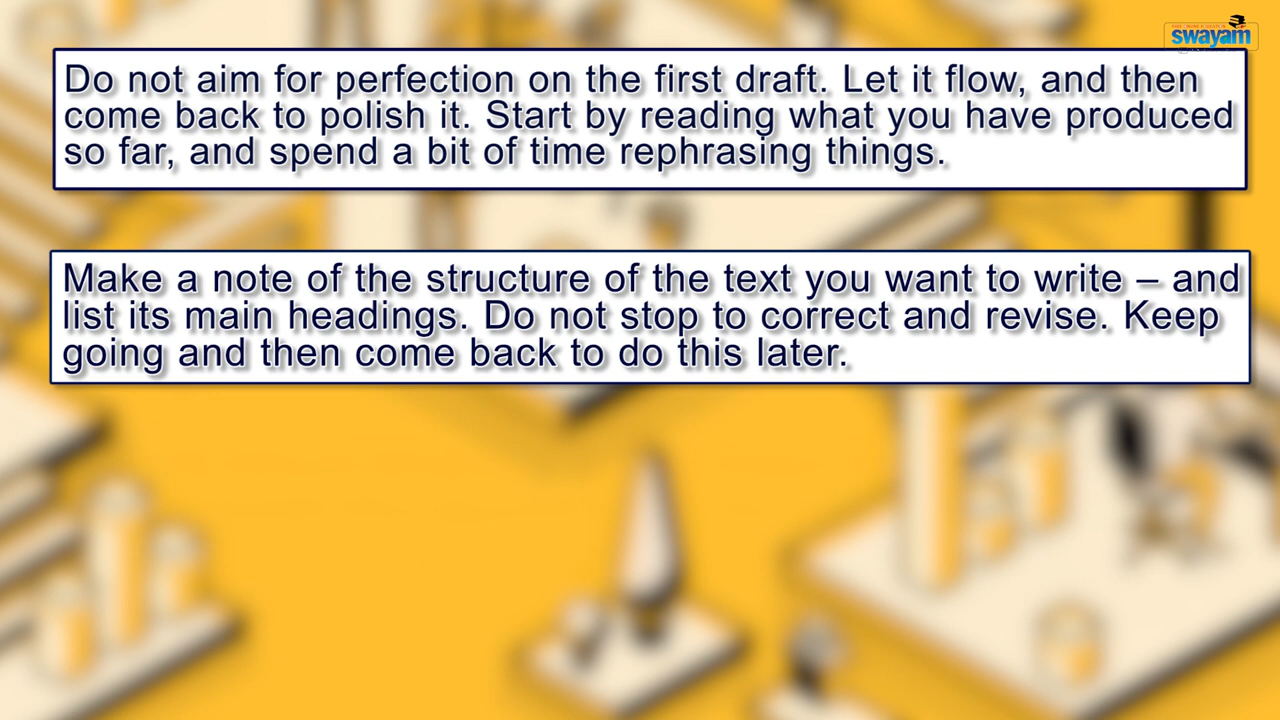 swayam
Do not aim for perfection on the first draft. Let it flow, and then
come back to polish it. Start by reading what you have produced
so far, and spend a bit of time rephrasing things.
Make a note of the structure of the text you want to write – and
list its main headings. Do not stop to correct and revise. Keep
going and then come back to do this later.